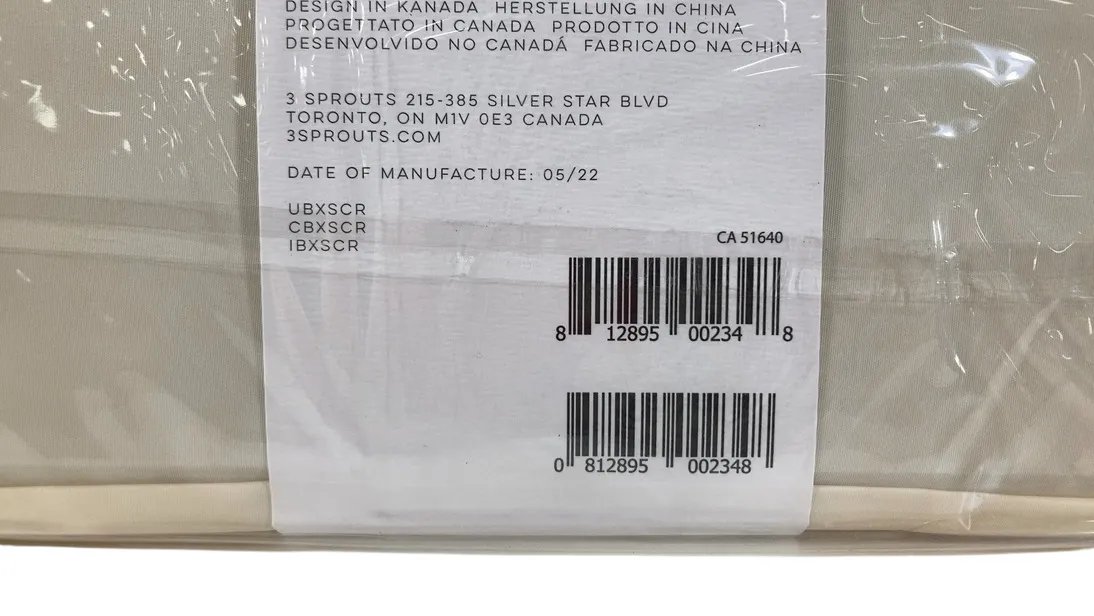 DESIGN IN KANADA HERSTELLUNG IN CHINA
PROGETTATO IN CANADA PRODOTTO IN CINA
DESENVOLVIDO NO CANADÁ FABRICADO NA CHINA
3 SPROUTS 215-385 SILVER STAR BLVD
TORONTO, ON M1V 0E3 CANADA
3SPROUTS.COM
DATE OF MANUFACTURE: 05/22
UBXSCR
CBXSCR
IBXSCR
CA 51640
8 12895 00234 8
0 812895 002348